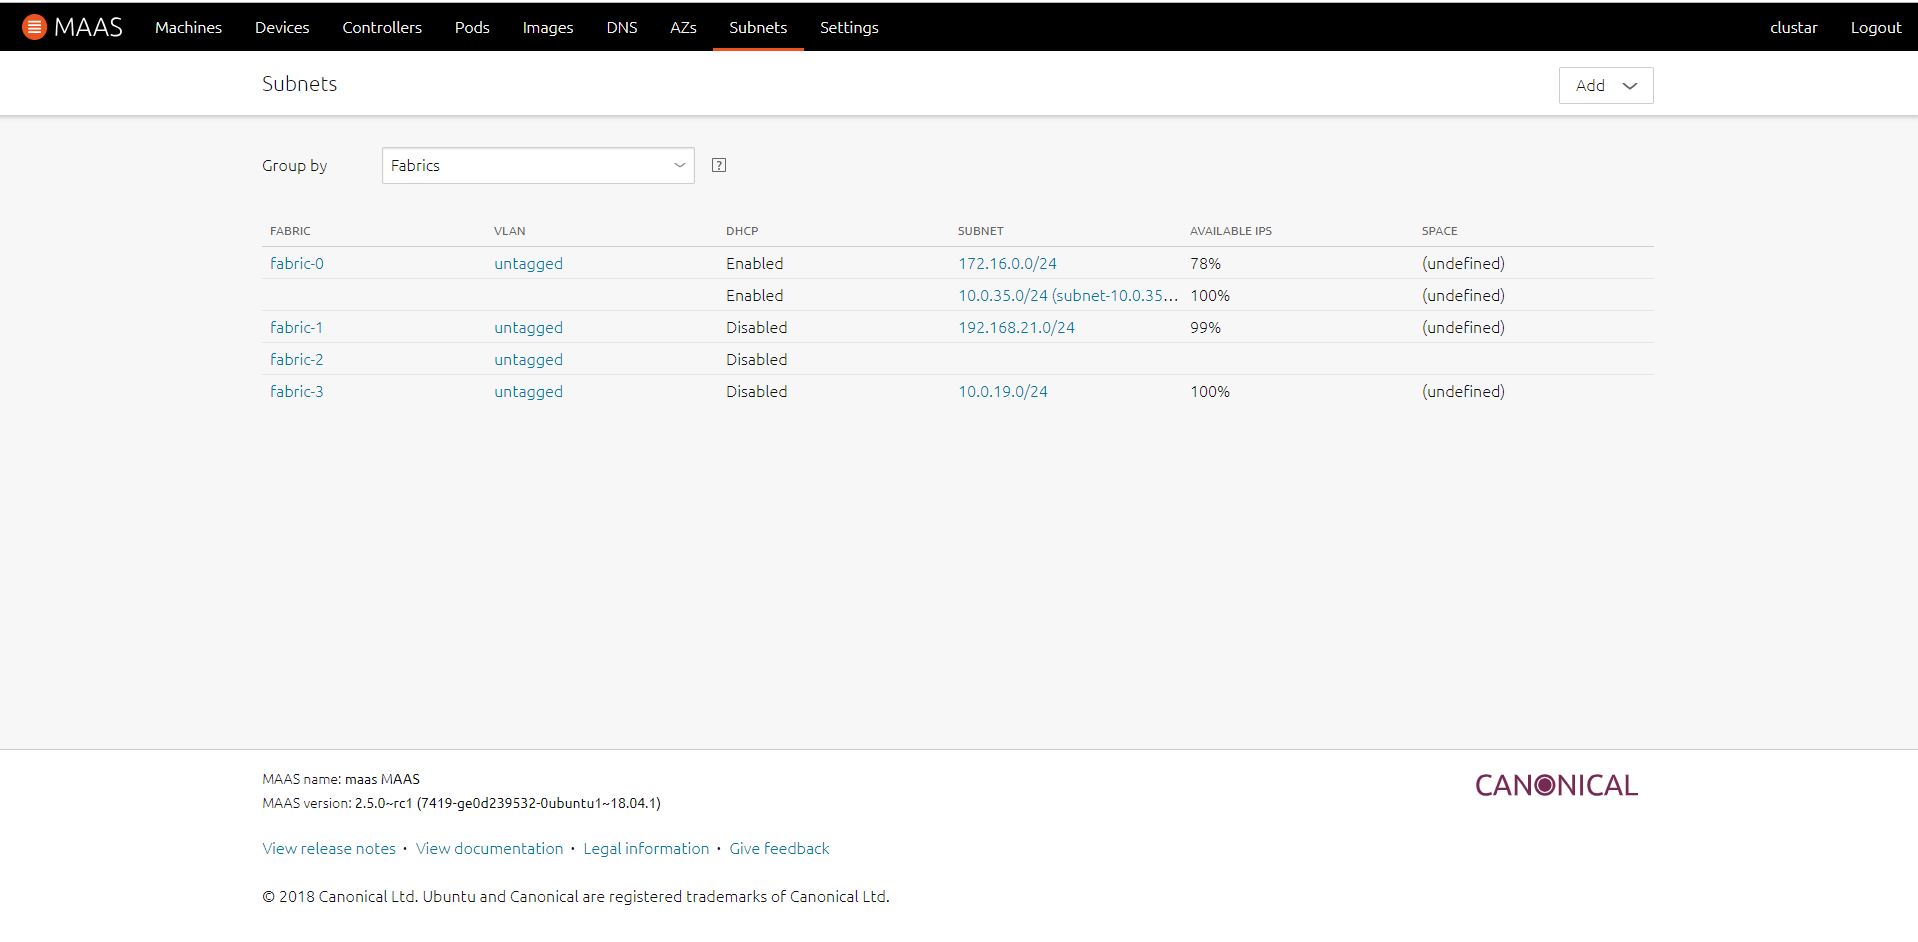 MAAS Machines Devices Controllers Pods Images DNS AZs Subnets Settings clustar Logout
Subnets Add
Group by Fabrics ?
FABRIC VLAN DHCP SUBNET AVAILABLE IPS SPACE
fabric-0 untagged Enabled 172.16.0.0/24 78% (undefined)
Enabled 10.0.35.0/24 (subnet-10.0.35... 100% (undefined)
fabric-1 untagged Disabled 192.168.21.0/24 99% (undefined)
fabric-2 untagged Disabled
fabric-3 untagged Disabled 10.0.19.0/24 100% (undefined)
MAAS name: maas MAAS
CANONICAL
MAAS version: 2.5.0~rc1 (7419-ge0d239532-0ubuntu1~18.04.1)
View release notes · View documentation · Legal information · Give feedback
© 2018 Canonical Ltd. Ubuntu and Canonical are registered trademarks of Canonical Ltd.